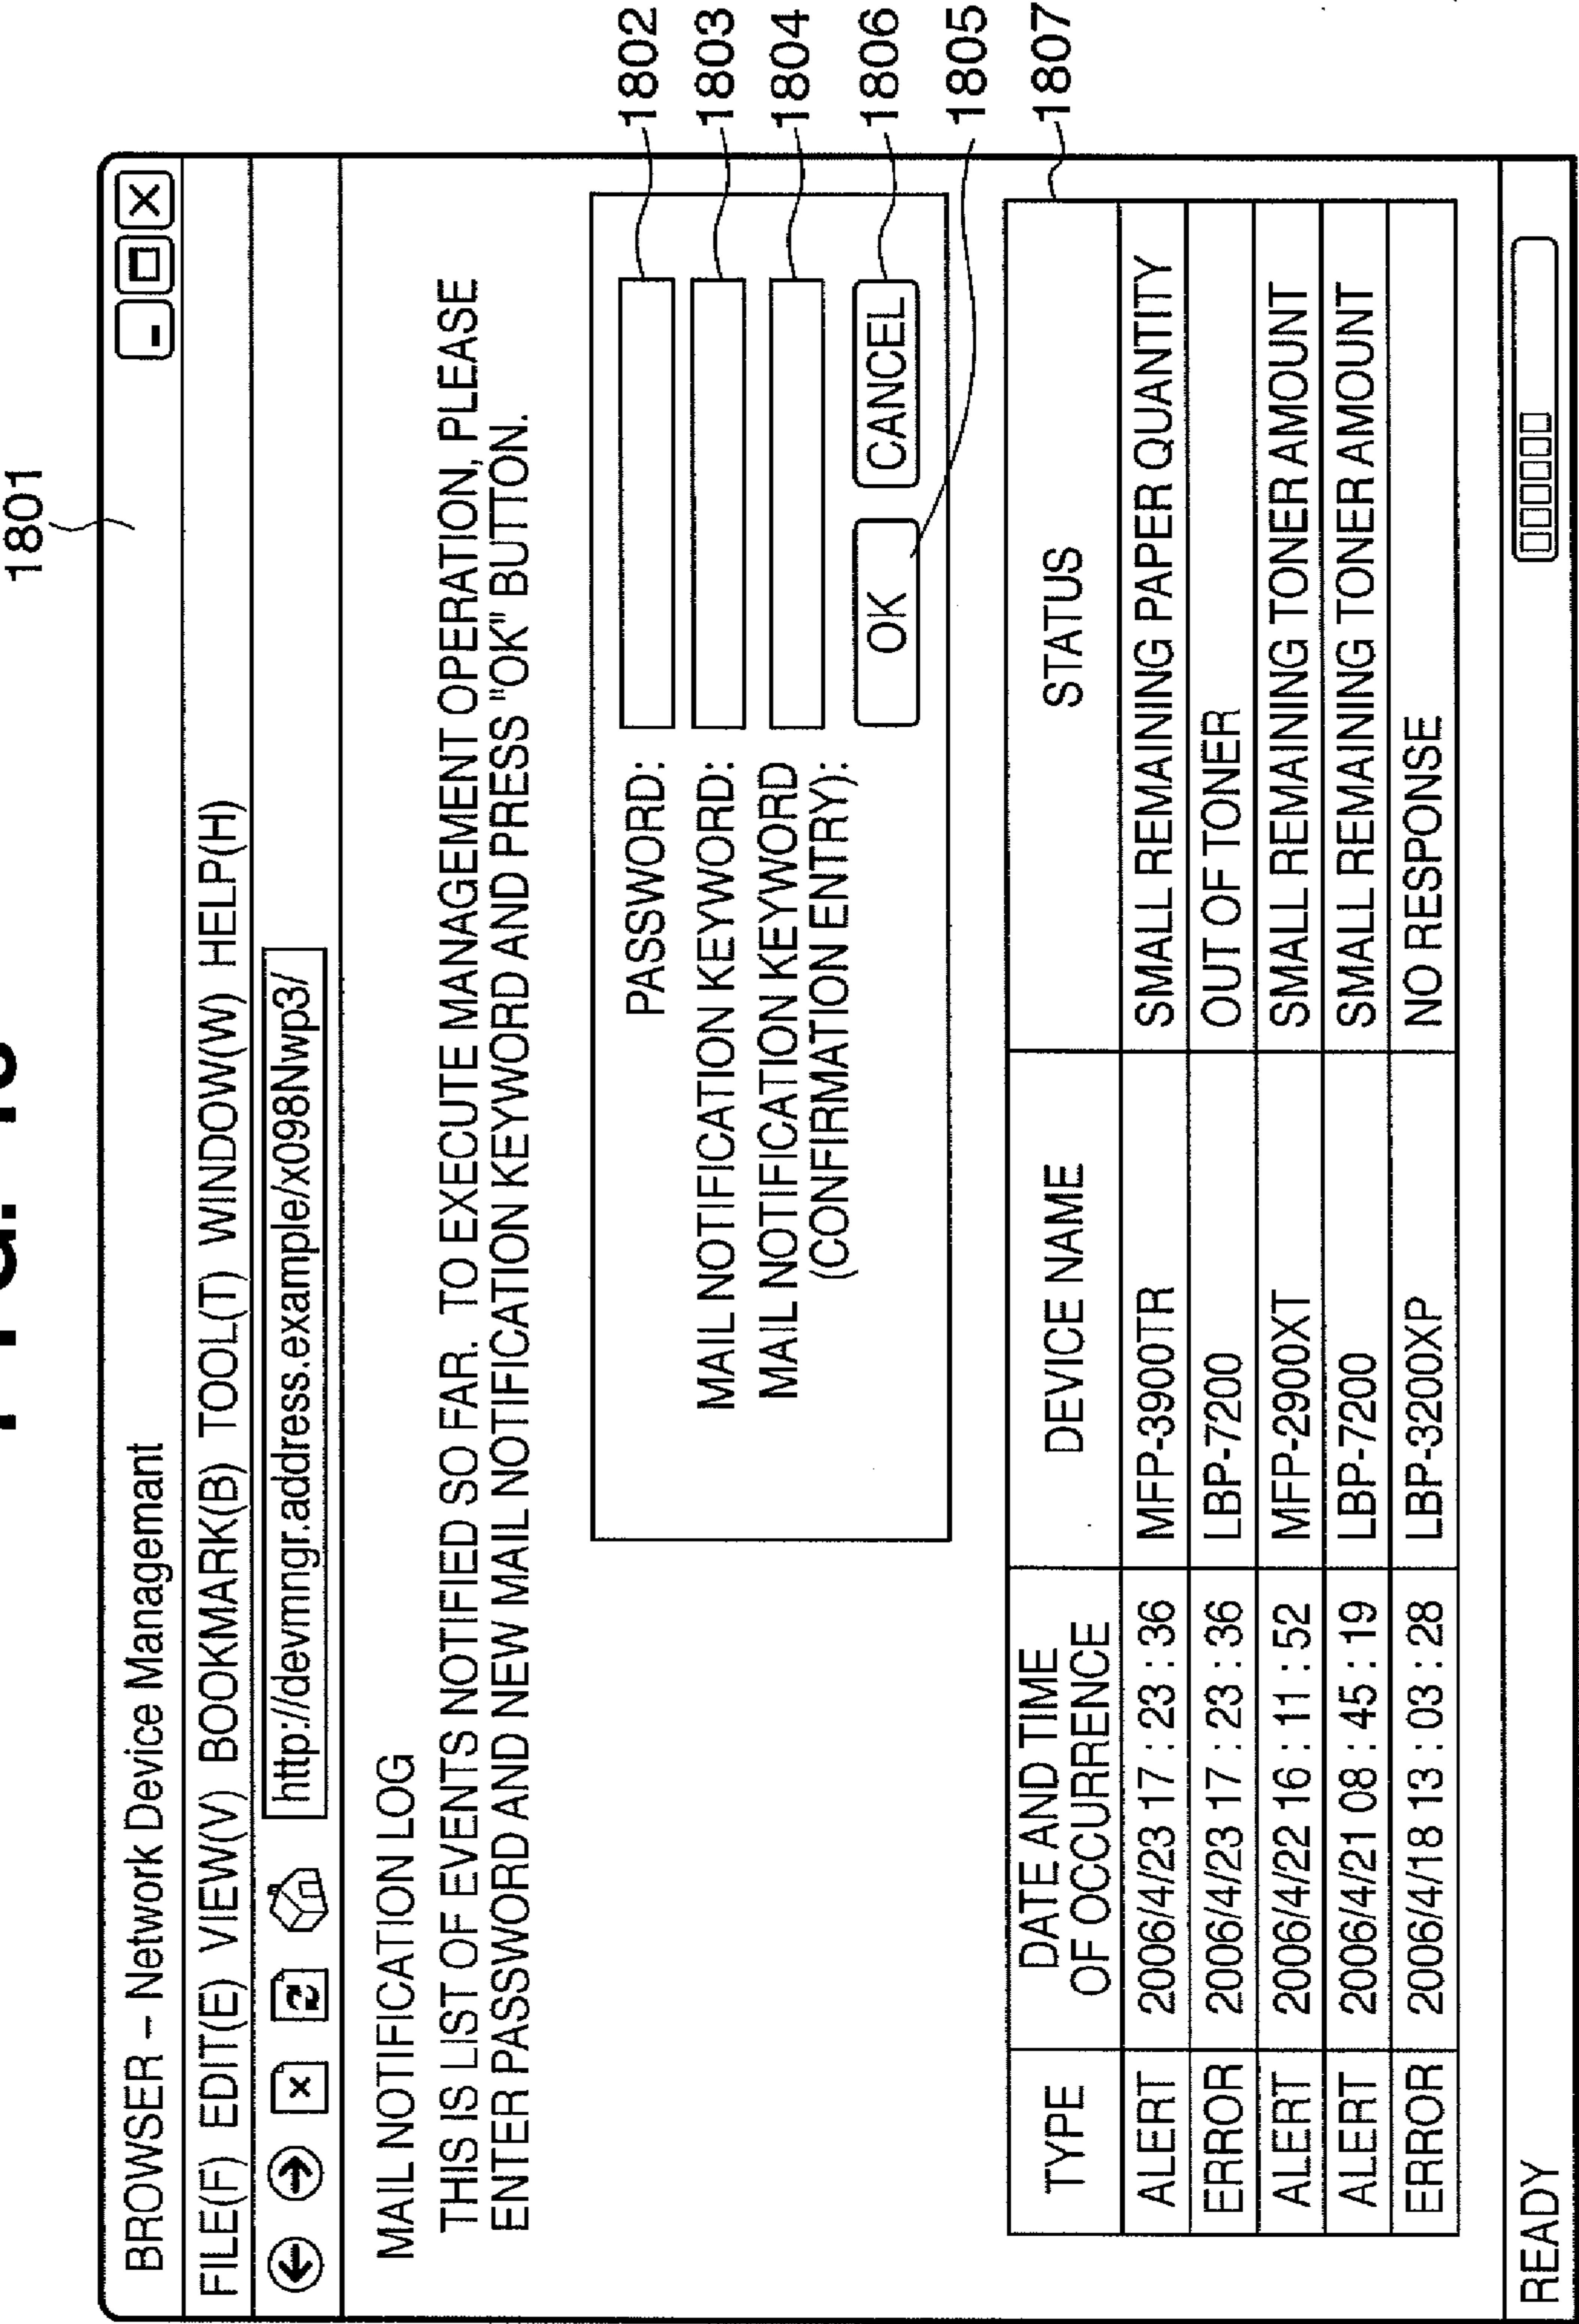 1801
BROWSER – Network Device Managemant
FILE(F) EDIT(E) VIEW(V) BOOKMARK(B) TOOL(T) WINDOW(W) HELP(H)
http://devmngr.address.example/x098Nwp3/
MAIL NOTIFICATION LOG
THIS IS LIST OF EVENTS NOTIFIED SO FAR. TO EXECUTE MANAGEMENT OPERATION, PLEASE
ENTER PASSWORD AND NEW MAIL NOTIFICATION KEYWORD AND PRESS "OK" BUTTON.
PASSWORD: 1802
MAIL NOTIFICATION KEYWORD: 1803
MAIL NOTIFICATION KEYWORD 1804
(CONFIRMATION ENTRY):
OK CANCEL 1806
1805
1807
TYPE DATE AND TIME OF OCCURRENCE DEVICE NAME STATUS
ALERT 2006/4/23 17 : 23 : 36 MFP-3900TR SMALL REMAINING PAPER QUANTITY
ERROR 2006/4/23 17 : 23 : 36 LBP-7200 OUT OF TONER
ALERT 2006/4/22 16 : 11 : 52 MFP-2900XT SMALL REMAINING TONER AMOUNT
ALERT 2006/4/21 08 : 45 : 19 LBP-7200 SMALL REMAINING TONER AMOUNT
ERROR 2006/4/18 13 : 03 : 28 LBP-3200XP NO RESPONSE
READY